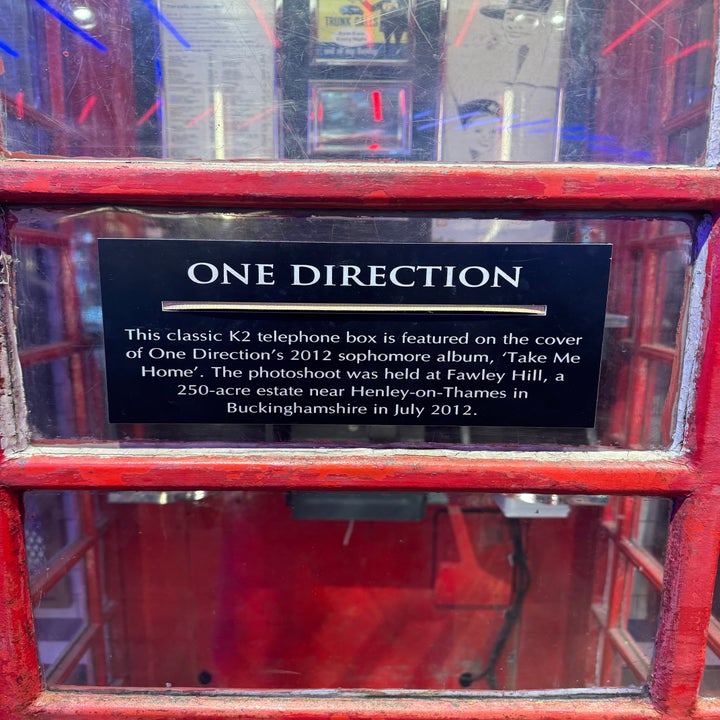 TRUNK CALLS
ONE DIRECTION
This classic K2 telephone box is featured on the cover
of One Direction's 2012 sophomore album, 'Take Me
Home'. The photoshoot was held at Fawley Hill, a
250-acre estate near Henley-on-Thames in
Buckinghamshire in July 2012.